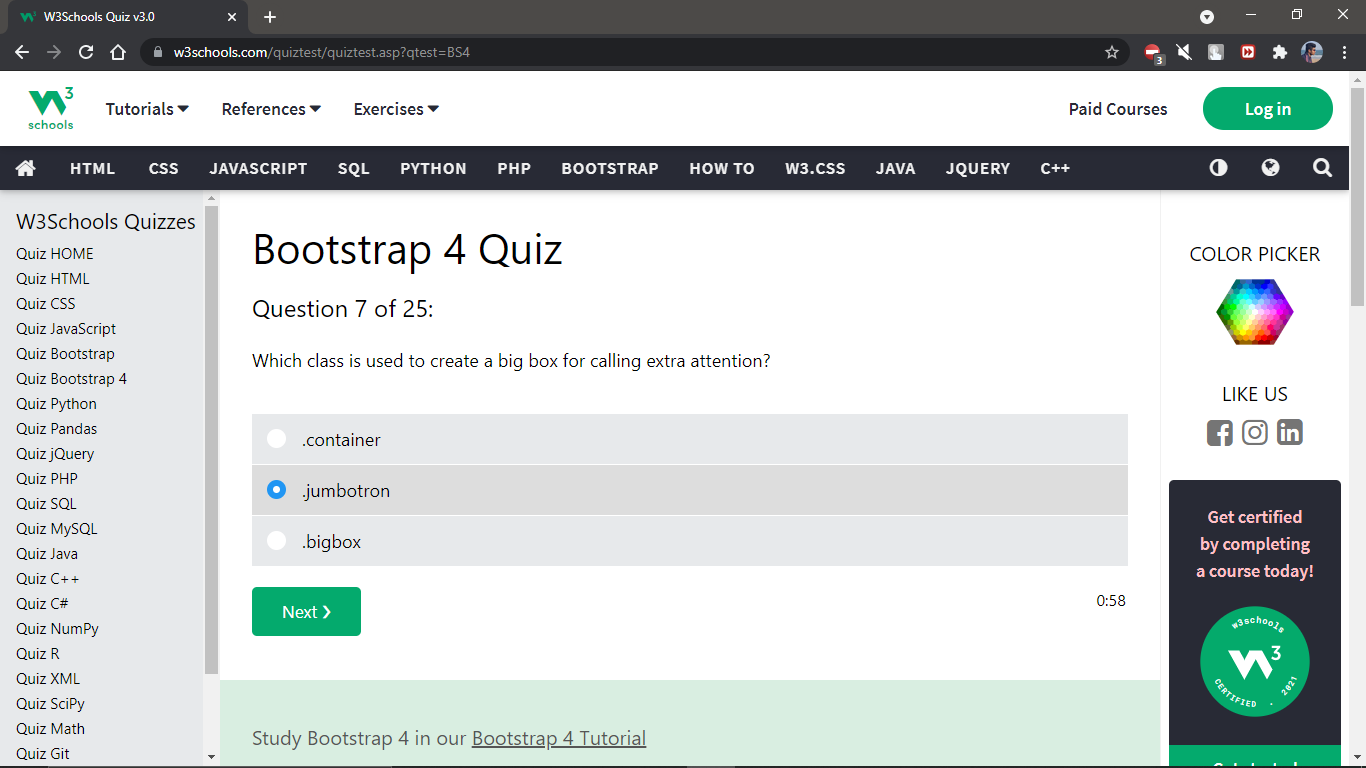 W3Schools Quiz v3.0
w3schools.com/quiztest/quiztest.asp?qtest=BS4
3
3
schools
Tutorials
References
Exercises
Paid Courses
Log in
HTML CSS JAVASCRIPT SQL PYTHON PHP BOOTSTRAP HOW TO W3.CSS JAVA JQUERY C++
W3Schools Quizzes
Quiz HOME
Quiz HTML
Quiz CSS
Quiz JavaScript
Quiz Bootstrap
Quiz Bootstrap 4
Quiz Python
Quiz Pandas
Quiz jQuery
Quiz PHP
Quiz SQL
Quiz MySQL
Quiz Java
Quiz C++
Quiz C#
Quiz NumPy
Quiz R
Quiz XML
Quiz SciPy
Quiz Math
Quiz Git
Bootstrap 4 Quiz
Question 7 of 25:
Which class is used to create a big box for calling extra attention?
.container
.jumbotron
.bigbox
Next ❯
0:58
Study Bootstrap 4 in our Bootstrap 4 Tutorial
COLOR PICKER
LIKE US
Get certified
by completing
a course today!
w3schools
3
CERTIFIED . 2021